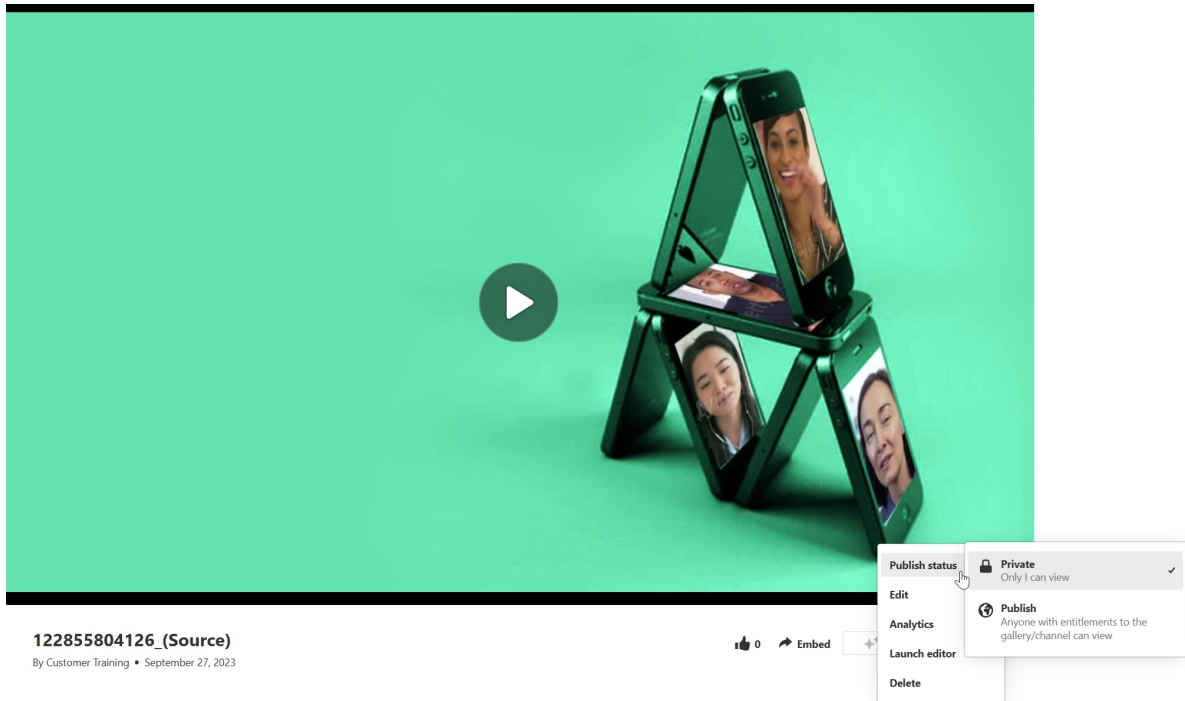 Publish status
Private
Only I can view
Edit
Publish
Anyone with entitlements to the
gallery/channel can view
Analytics
Launch editor
Delete
122855804126_(Source)
By Customer Training • September 27, 2023
0
Embed